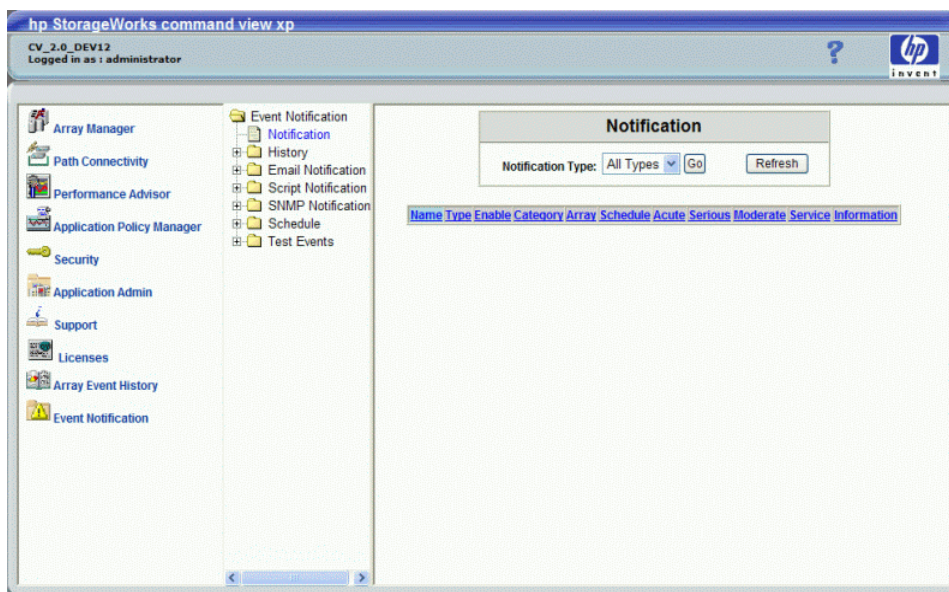 hp StorageWorks command view xp
CV_2.0_DEV12
Logged in as : administrator
?
hp
invent
Array Manager
Path Connectivity
Performance Advisor
Application Policy Manager
Security
Application Admin
Support
Licenses
Array Event History
Event Notification
Event Notification
Notification
History
Email Notification
Script Notification
SNMP Notification
Schedule
Test Events
Notification
Notification Type: All Types Go Refresh
Name Type Enable Category Array Schedule Acute Serious Moderate Service Information